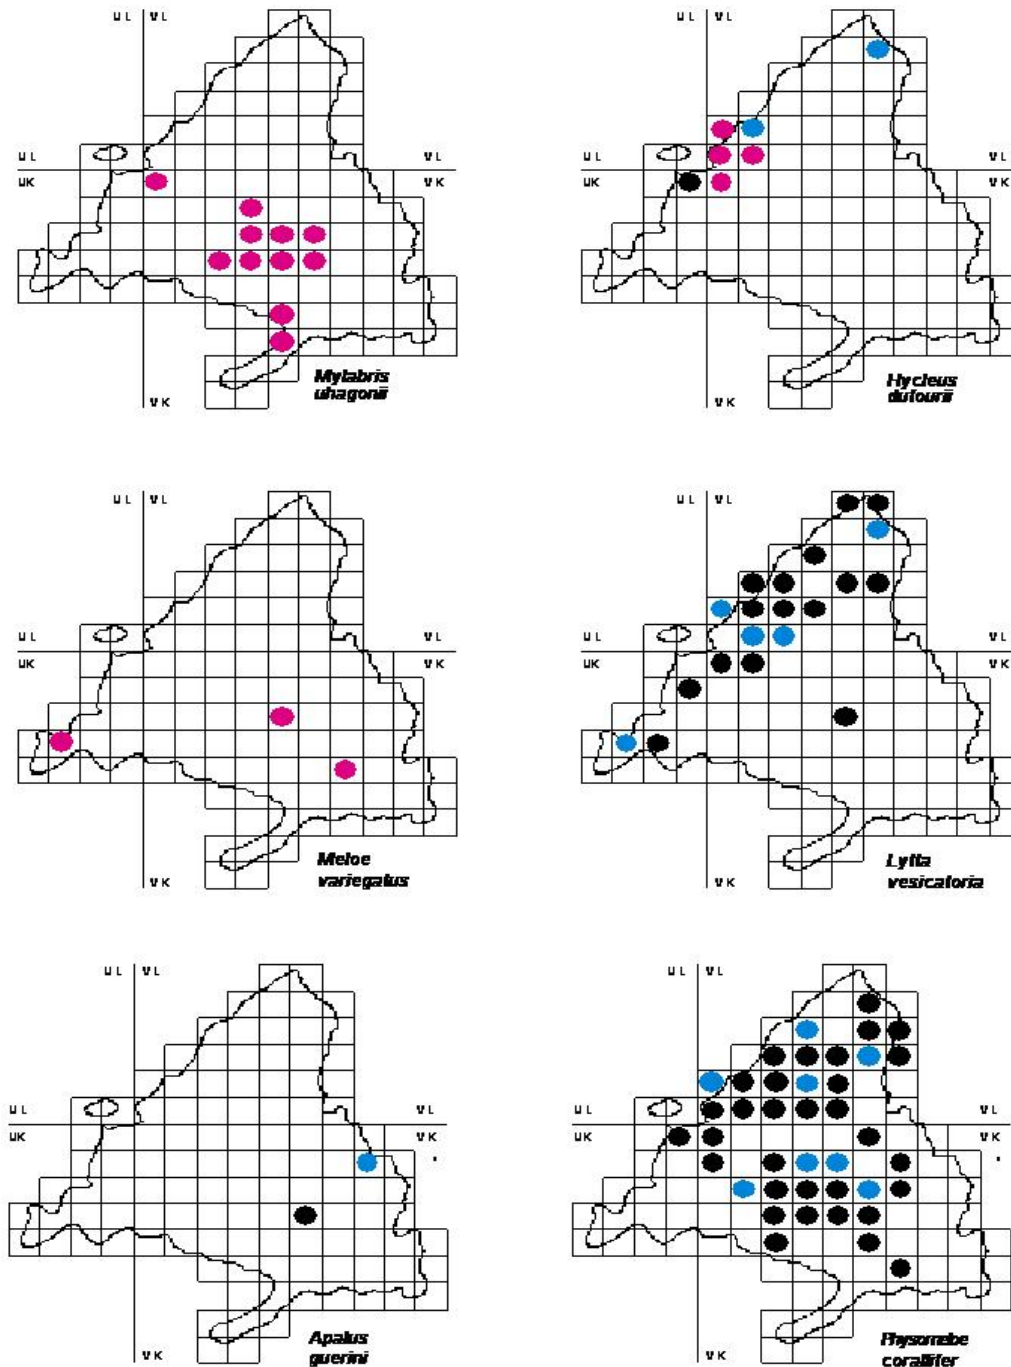 UL VL
UL VL
UL VL
UL VL
UK VK
UK VK
VK
VK
Mylabris
uhagonii
Hycleus
dufourii
UL VL
UL VL
UL VL
UL VL
UK VK
UK VK
VK
VK
Meloe
variegatus
Lytta
vesicatoria
UL VL
UL VL
UL VL
UL VL
UK VK
UK VK
VK
VK
Apalus
guerini
Physomeloe
corallifer